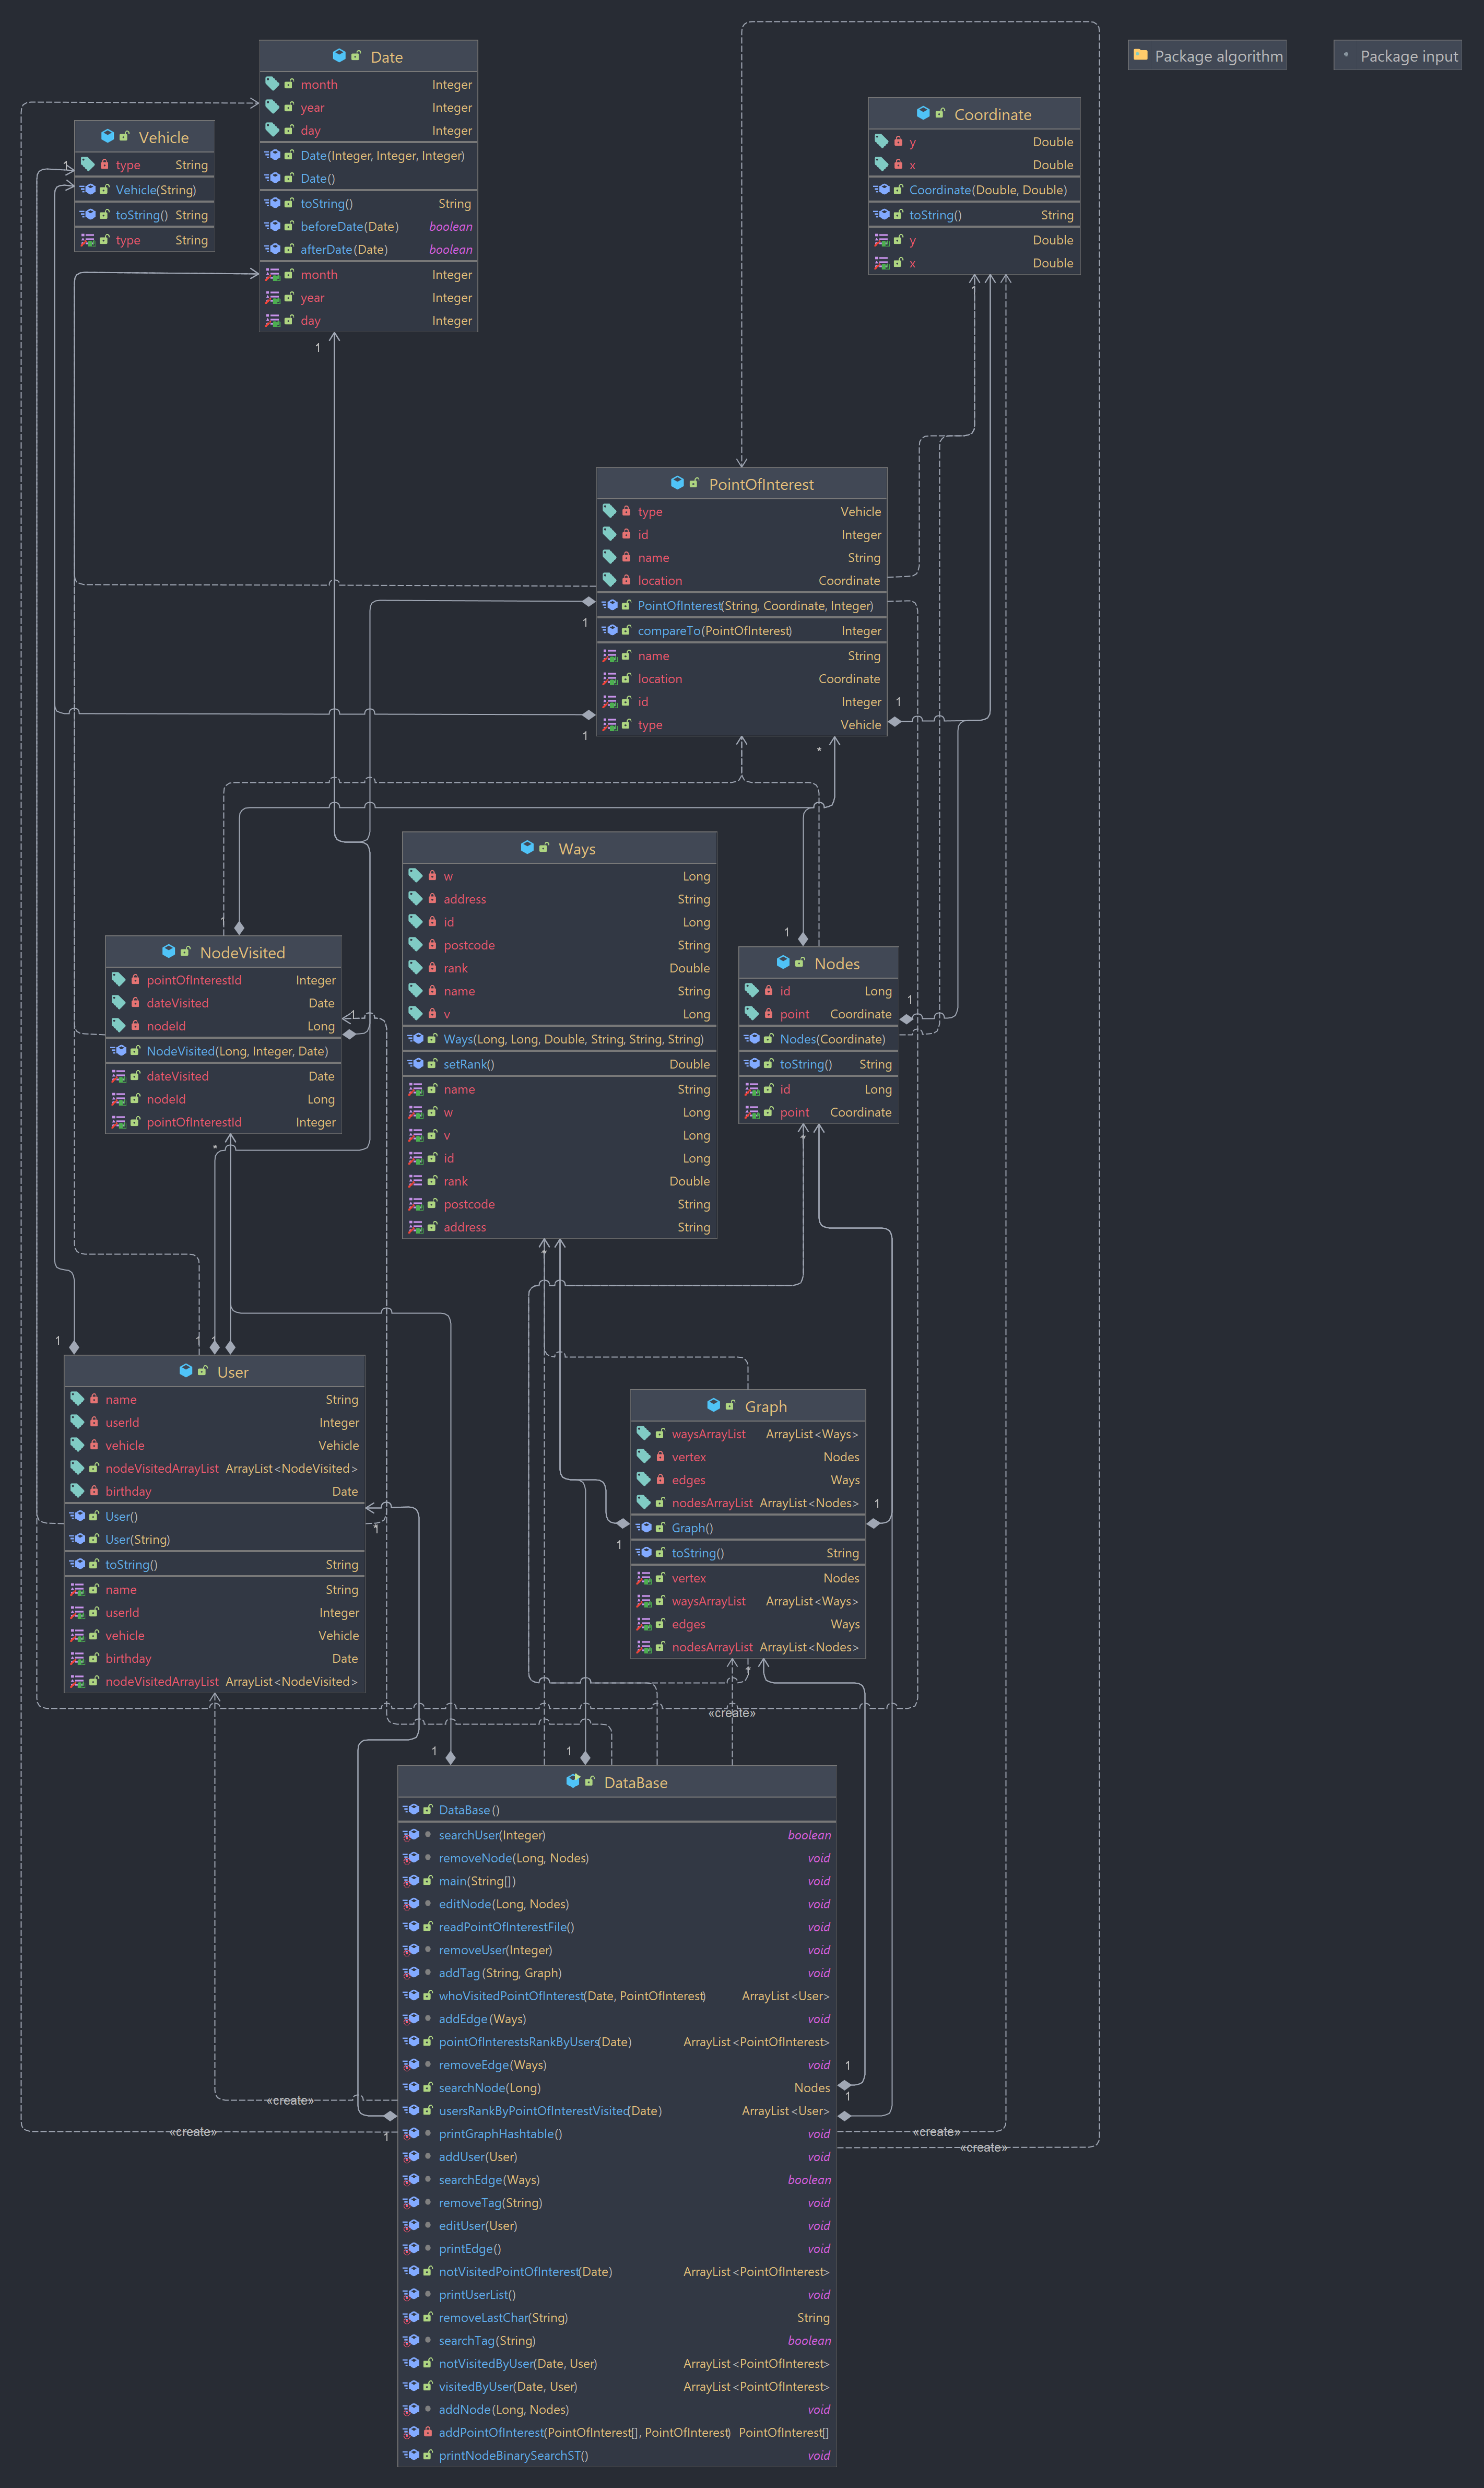 Package algorithm
Package input
Date
month Integer
year Integer
day Integer
Date(Integer, Integer, Integer)
Date()
toString() String
beforeDate(Date) boolean
afterDate(Date) boolean
month Integer
year Integer
day Integer
1
Vehicle
type String
Vehicle(String)
toString() String
type String
1
Coordinate
y Double
x Double
Coordinate(Double, Double)
toString() String
y Double
x Double
1
PointOfInterest
type Vehicle
id Integer
name String
location Coordinate
PointOfInterest(String, Coordinate, Integer)
compareTo(PointOfInterest) Integer
name String
location Coordinate
id Integer
type Vehicle
1
1
1
*
Ways
w Long
address String
id Long
postcode String
rank Double
name String
v Long
Ways(Long, Long, Double, String, String, String)
setRank() Double
name String
w Long
v Long
id Long
rank Double
postcode String
address String
*
1
NodeVisited
pointOfInterestId Integer
dateVisited Date
nodeId Long
NodeVisited(Long, Integer, Date)
dateVisited Date
nodeId Long
pointOfInterestId Integer
1
*
1
Nodes
id Long
point Coordinate
Nodes(Coordinate)
toString() String
id Long
point Coordinate
1
*
1
1
1
User
name String
userId Integer
vehicle Vehicle
nodeVisitedArrayList ArrayList<NodeVisited>
birthday Date
User()
User(String)
toString() String
name String
userId Integer
vehicle Vehicle
birthday Date
nodeVisitedArrayList ArrayList<NodeVisited>
1
Graph
waysArrayList ArrayList<Ways>
vertex Nodes
edges Ways
nodesArrayList ArrayList<Nodes>
Graph()
toString() String
vertex Nodes
waysArrayList ArrayList<Ways>
edges Ways
nodesArrayList ArrayList<Nodes>
1
1
*
«create»
1
1
DataBase
DataBase()
searchUser(Integer) boolean
removeNode(Long, Nodes) void
main(String[]) void
editNode(Long, Nodes) void
readPointOfInterestFile() void
removeUser(Integer) void
addTag(String, Graph) void
whoVisitedPointOfInterest(Date, PointOfInterest) ArrayList<User>
addEdge(Ways) void
pointOfInterestsRankByUsers(Date) ArrayList<PointOfInterest>
removeEdge(Ways) void
searchNode(Long) Nodes
usersRankByPointOfInterestVisited(Date) ArrayList<User>
printGraphHashtable() void
addUser(User) void
searchEdge(Ways) boolean
removeTag(String) void
editUser(User) void
printEdge() void
notVisitedPointOfInterest(Date) ArrayList<PointOfInterest>
printUserList() void
removeLastChar(String) String
searchTag(String) boolean
notVisitedByUser(Date, User) ArrayList<PointOfInterest>
visitedByUser(Date, User) ArrayList<PointOfInterest>
addNode(Long, Nodes) void
addPointOfInterest(PointOfInterest[], PointOfInterest) PointOfInterest[]
printNodeBinarySearchST() void
1
1
«create»
«create»
1
«create»
«create»